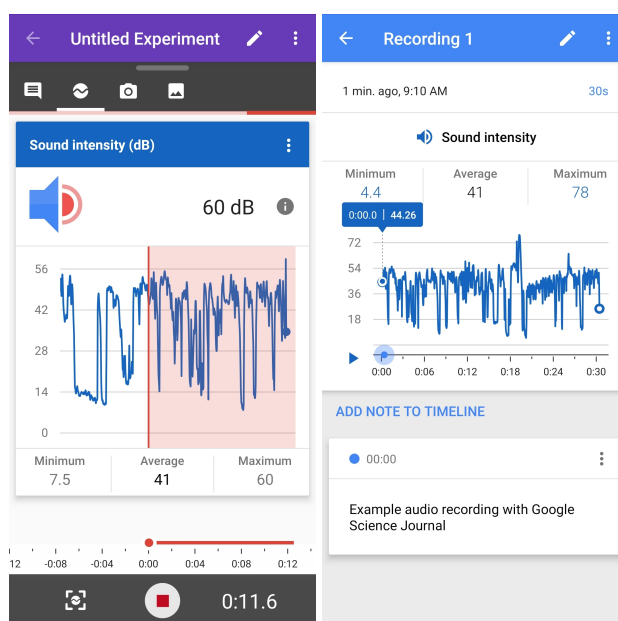 Untitled Experiment
Sound intensity (dB)
60 dB
56
42
28
14
0
Minimum
Average
Maximum
7.5
41
60
12
-0:08
-0:04
0:00
0:04
0:08
0:12
0:11.6
Recording 1
1 min. ago, 9:10 AM
30s
Sound intensity
Minimum
Average
Maximum
4.4
41
78
0:00.0 | 44.26
72
54
36
18
0:00
0:06
0:12
0:18
0:24
0:30
ADD NOTE TO TIMELINE
00:00
Example audio recording with Google
Science Journal